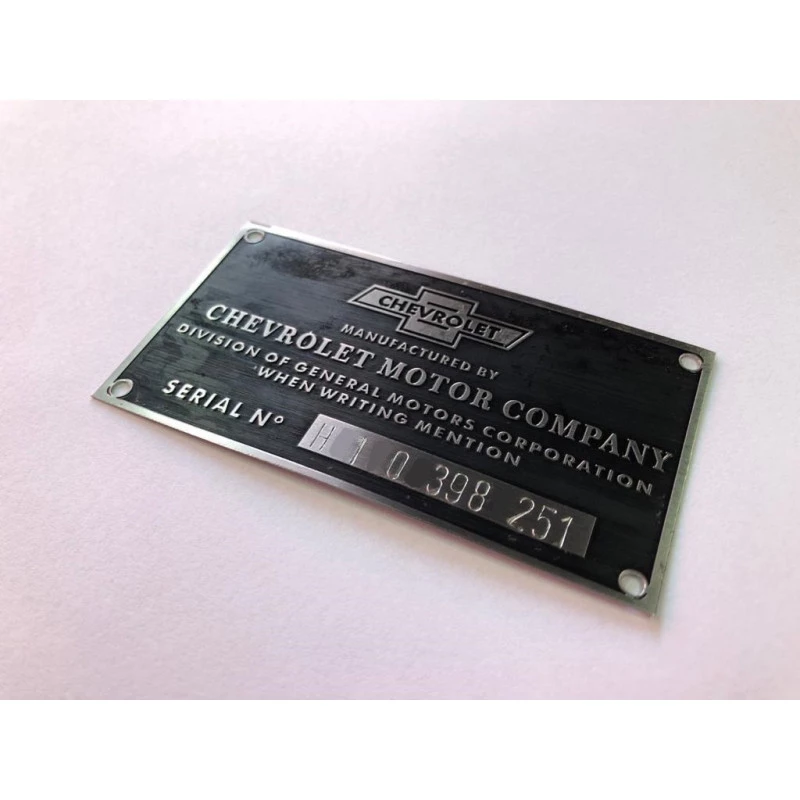 CHEVROLET
MANUFACTURED BY
CHEVROLET MOTOR COMPANY
DIVISION OF GENERAL MOTORS CORPORATION
WHEN WRITING MENTION
SERIAL Nº H 1 0 398 251